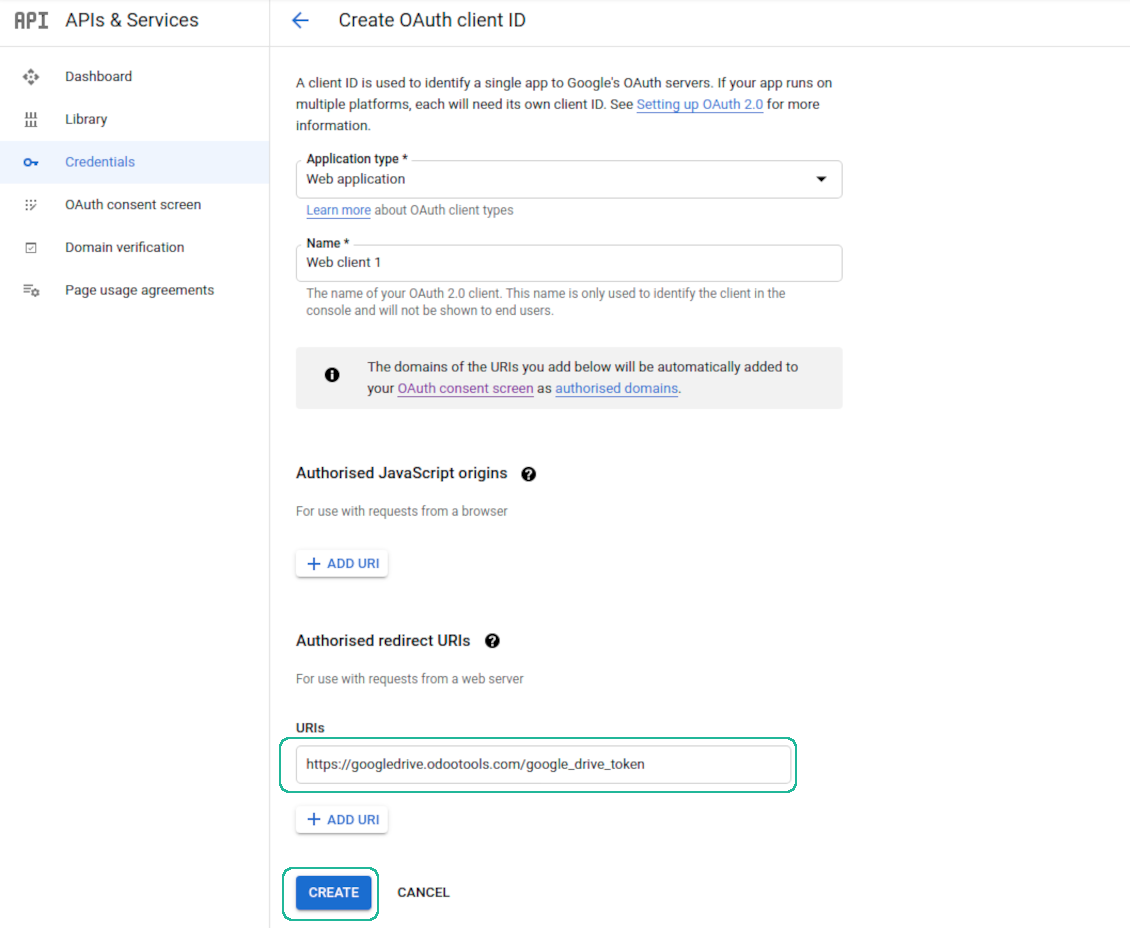 API APIs & Services
Create OAuth client ID
Dashboard
Library
Credentials
OAuth consent screen
Domain verification
Page usage agreements
A client ID is used to identify a single app to Google's OAuth servers. If your app runs on
multiple platforms, each will need its own client ID. See Setting up OAuth 2.0 for more
information.
Application type *
Web application
Learn more about OAuth client types
Name *
Web client 1
The name of your OAuth 2.0 client. This name is only used to identify the client in the
console and will not be shown to end users.
The domains of the URIs you add below will be automatically added to
your OAuth consent screen as authorised domains.
Authorised JavaScript origins
For use with requests from a browser
ADD URI
Authorised redirect URIs
For use with requests from a web server
URIs
https://googledrive.odootools.com/google_drive_token
ADD URI
CREATE CANCEL